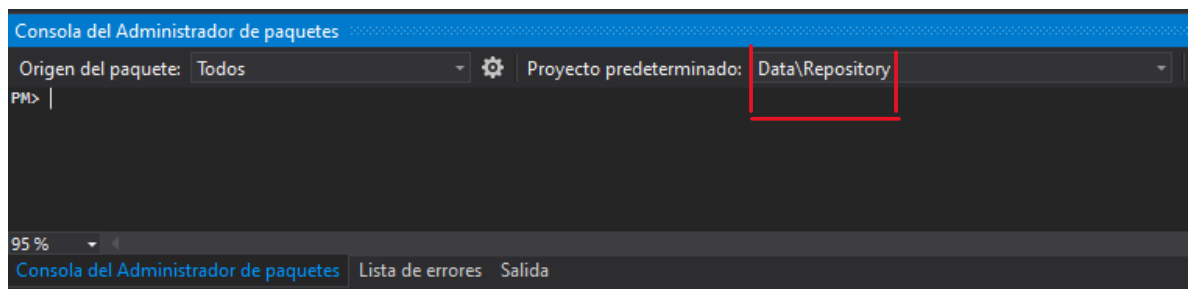 Consola del Administrador de paquetes
Origen del paquete: Todos Proyecto predeterminado: Data\Repository
PM>
95 %
Consola del Administrador de paquetes Lista de errores Salida